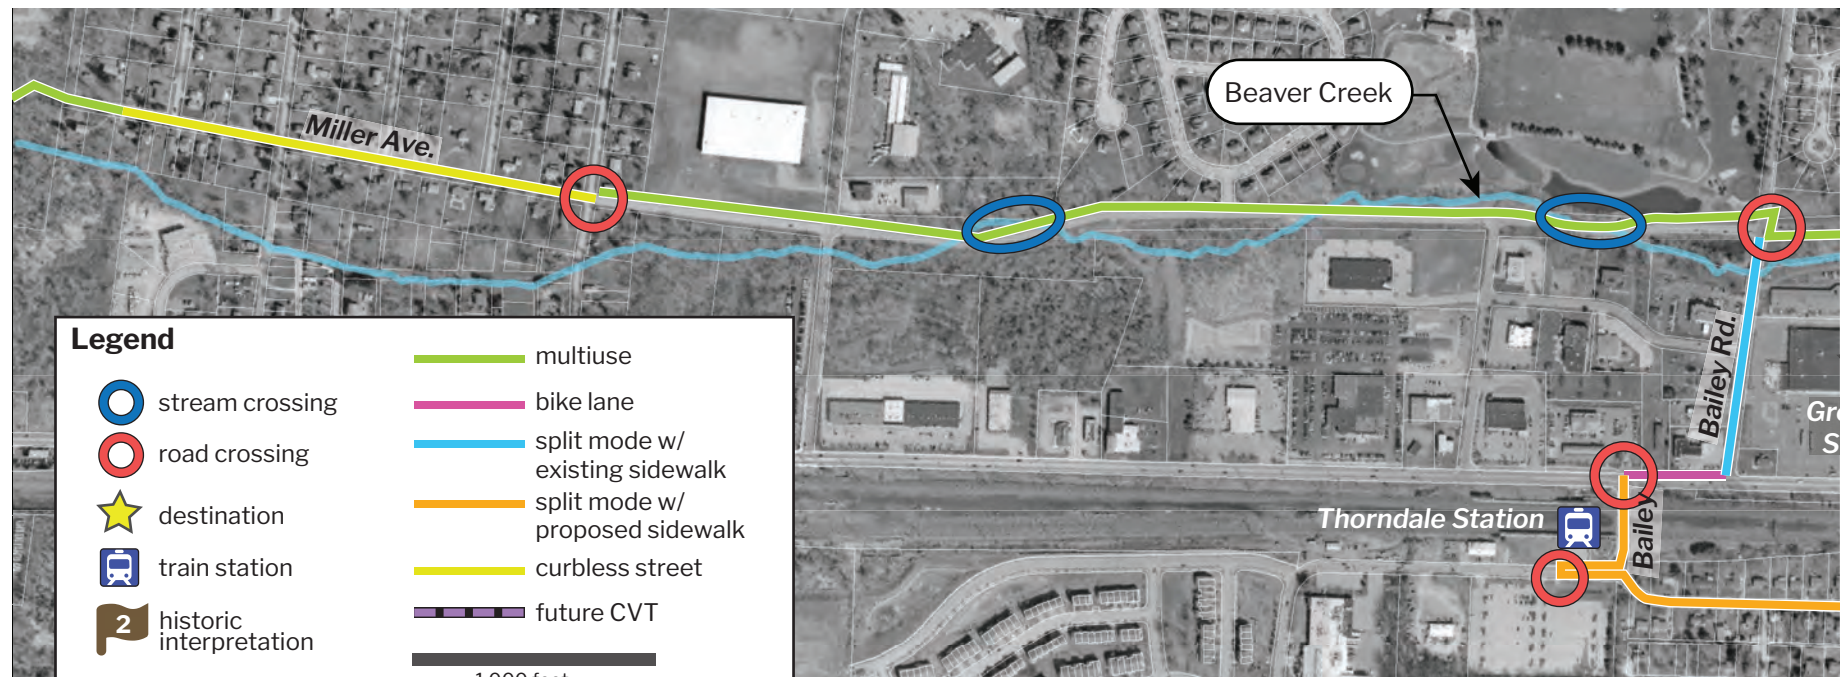 Miller Ave.
Beaver Creek
Bailey Rd.
Thorndale Station
Bailey
Legend
stream crossing
road crossing
destination
train station
2
historic
interpretation
multiuse
bike lane
split mode w/
existing sidewalk
split mode w/
proposed sidewalk
curbless street
future CVT